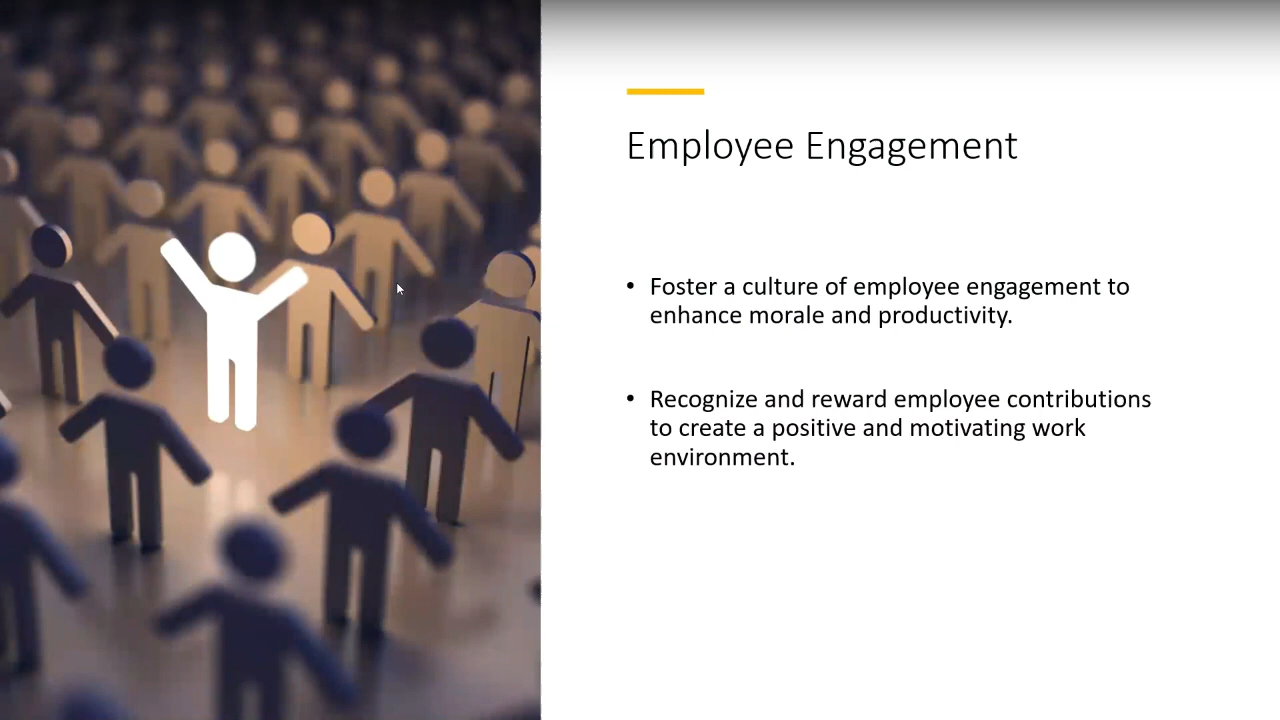 Employee Engagement
• Foster a culture of employee engagement to
enhance morale and productivity.
• Recognize and reward employee contributions
to create a positive and motivating work
environment.